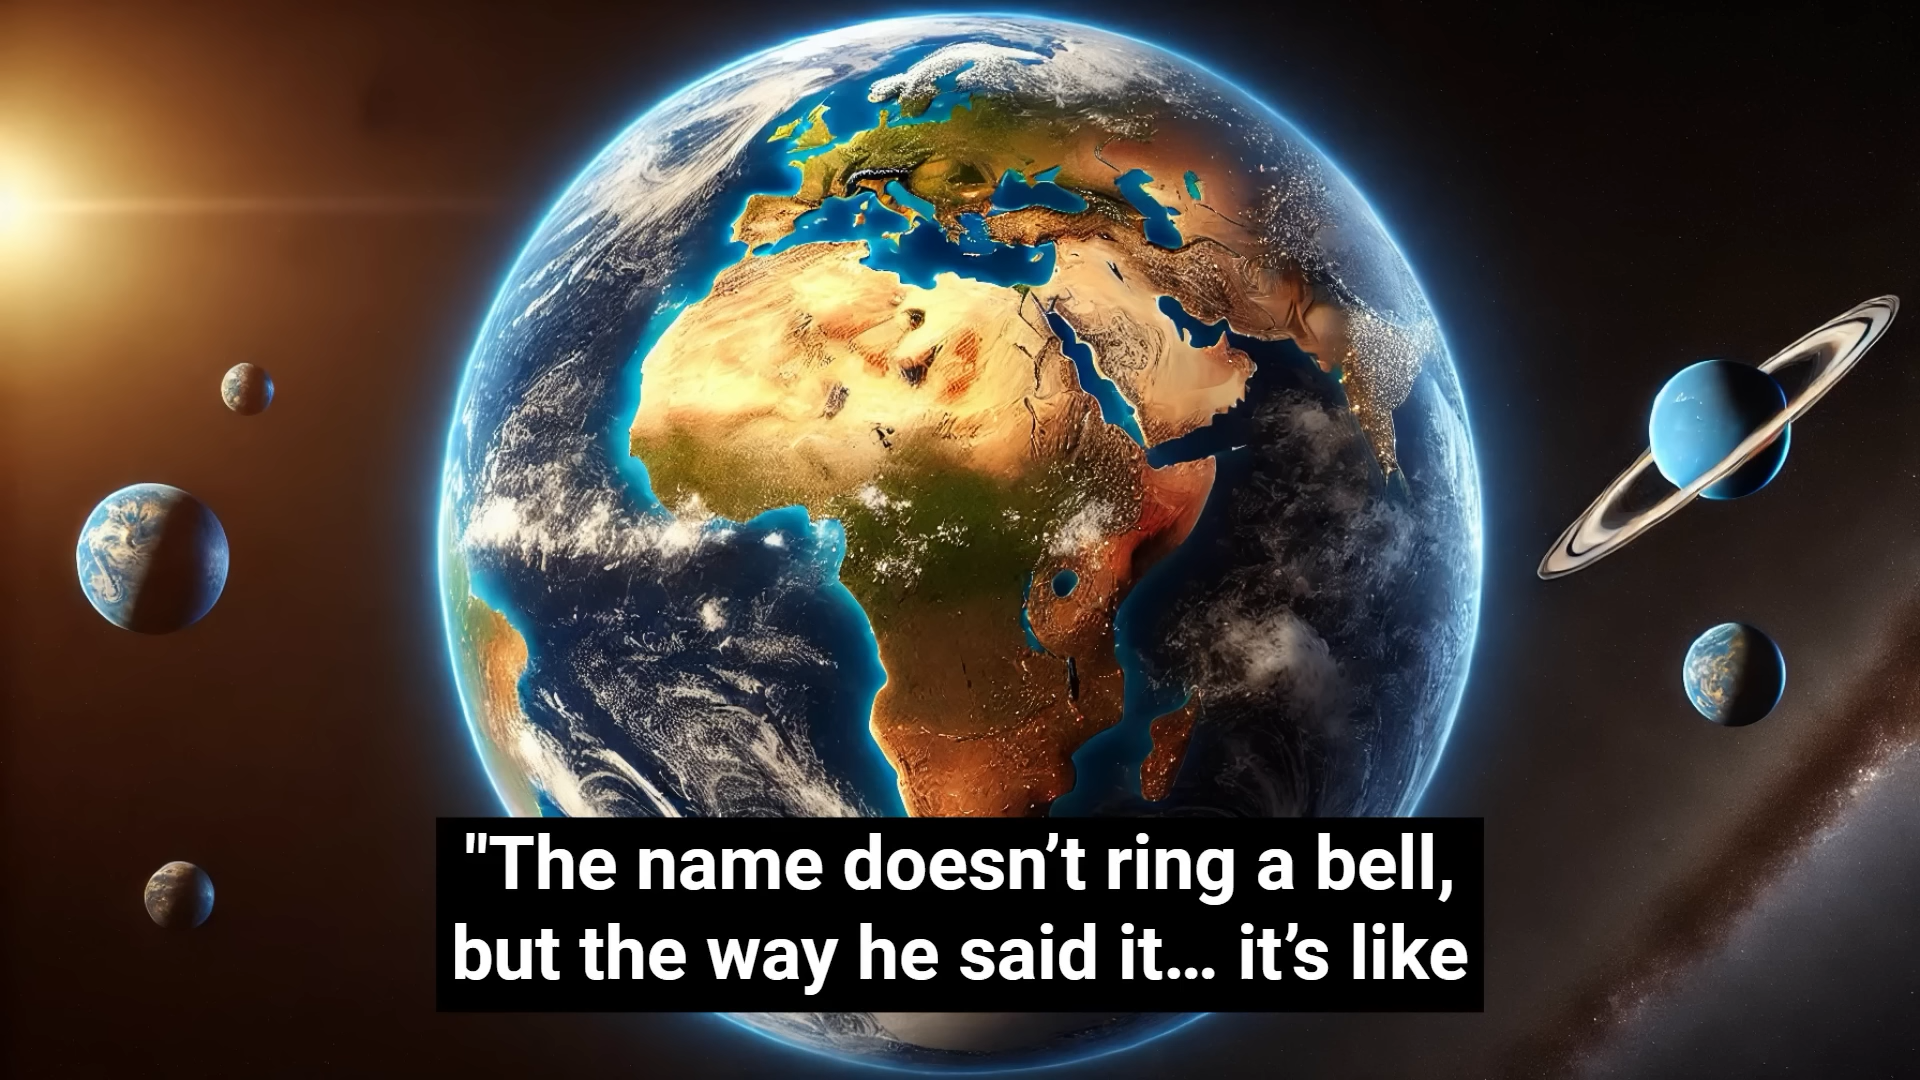 "The name doesn’t ring a bell,
but the way he said it... it’s like